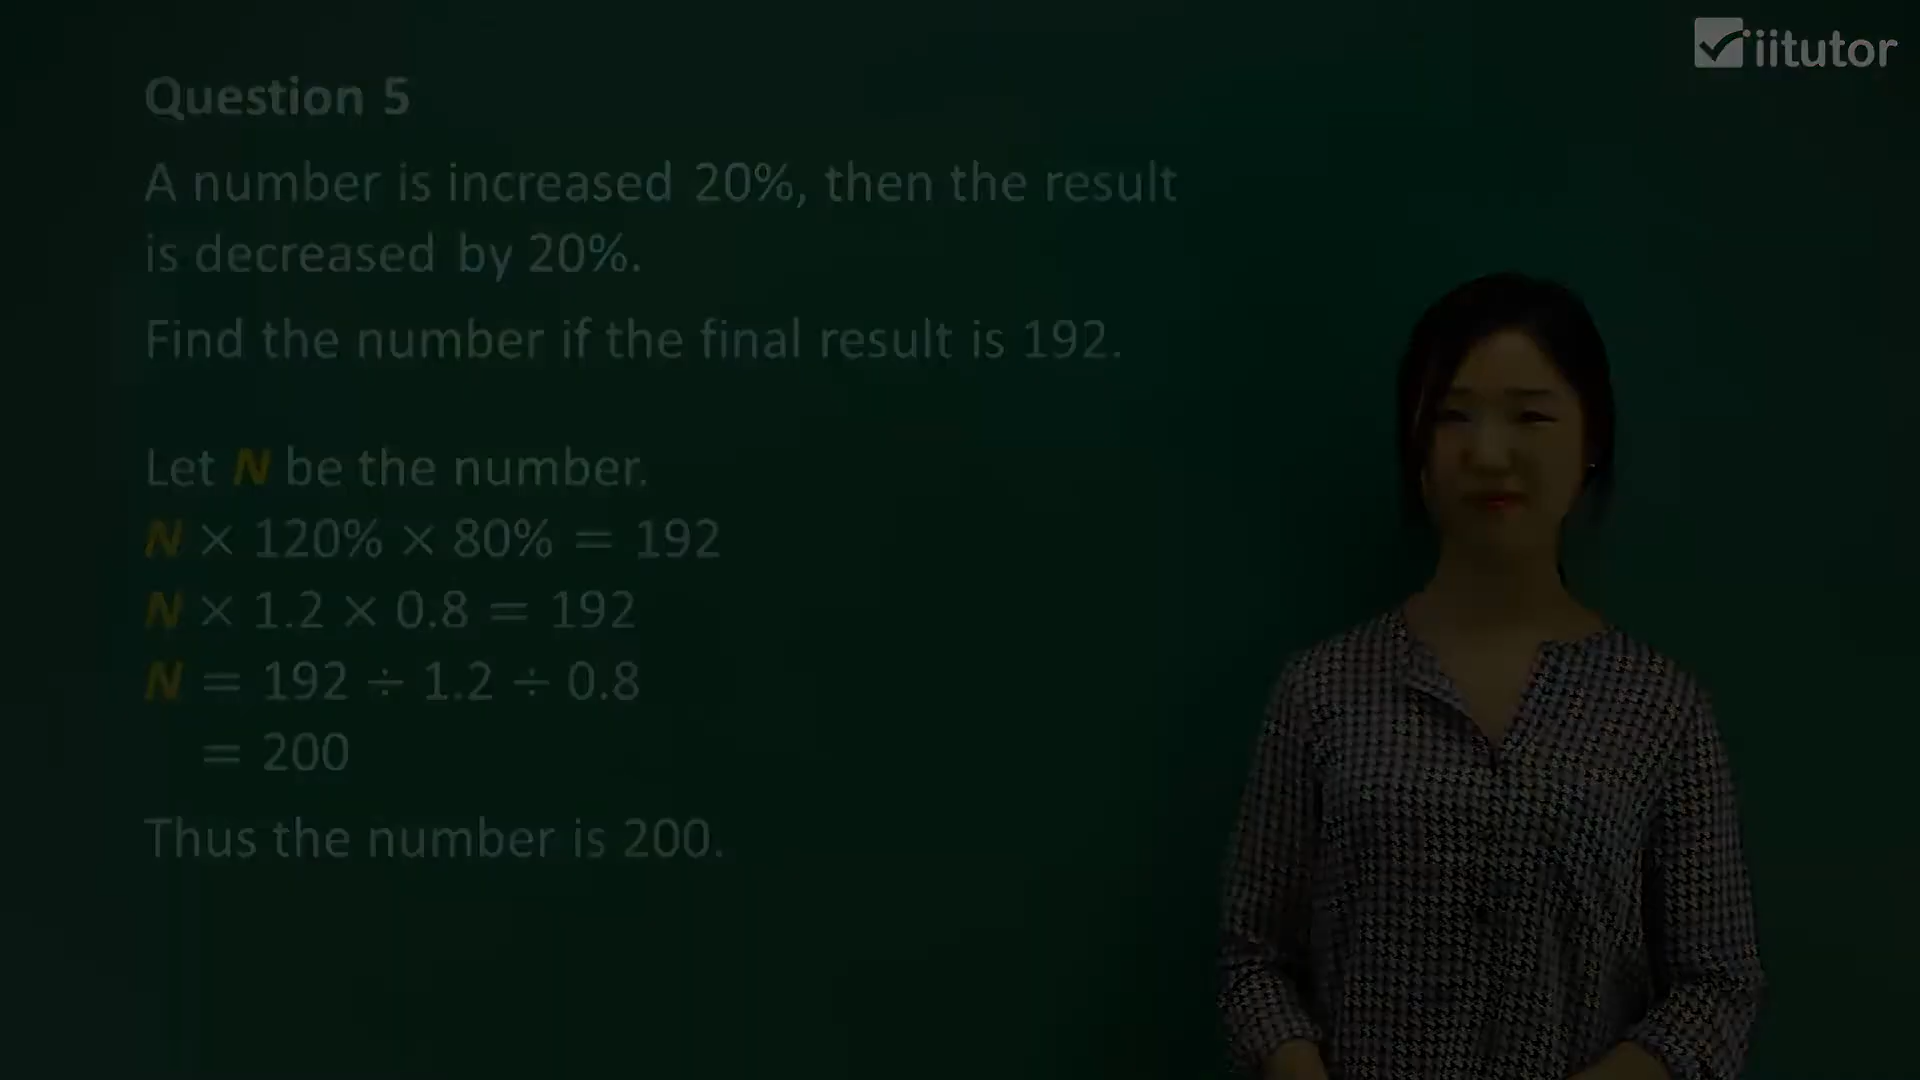 iitutor
Question 5
A number is increased 20%, then the result
is decreased by 20%.
Find the number if the final result is 192.
Let N be the number.
N × 120% × 80% = 192
N × 1.2 × 0.8 = 192
N = 192 ÷ 1.2 ÷ 0.8
= 200
Thus the number is 200.